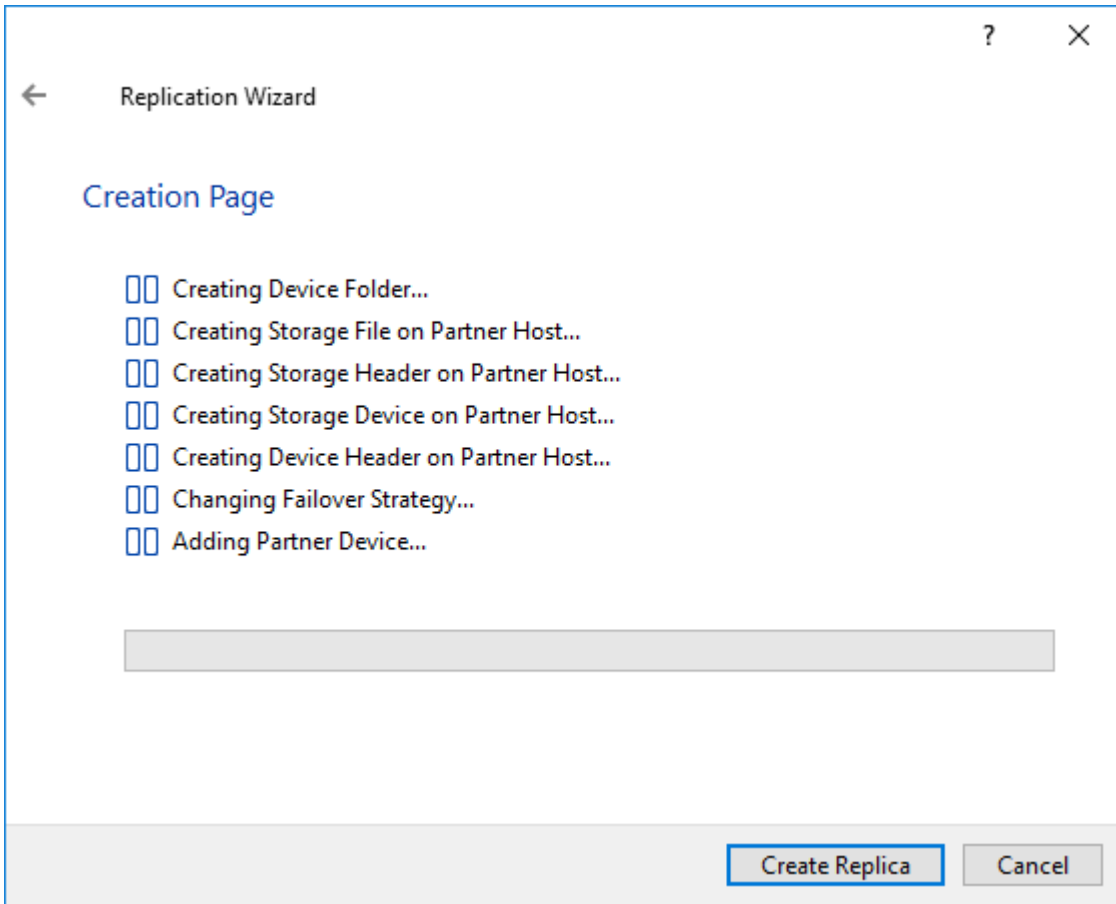 ?
Replication Wizard
Creation Page
Creating Device Folder...
Creating Storage File on Partner Host...
Creating Storage Header on Partner Host...
Creating Storage Device on Partner Host...
Creating Device Header on Partner Host...
Changing Failover Strategy...
Adding Partner Device...
Create Replica Cancel